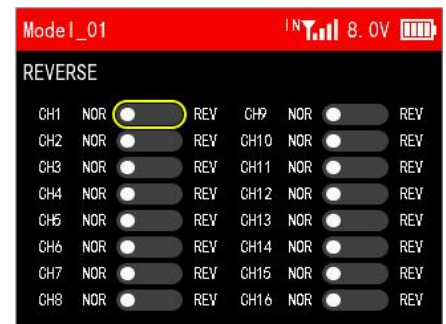 Model_01 IN 8.0V
REVERSE
CH1 NOR REV CH9 NOR REV
CH2 NOR REV CH10 NOR REV
CH3 NOR REV CH11 NOR REV
CH4 NOR REV CH12 NOR REV
CH5 NOR REV CH13 NOR REV
CH6 NOR REV CH14 NOR REV
CH7 NOR REV CH15 NOR REV
CH8 NOR REV CH16 NOR REV